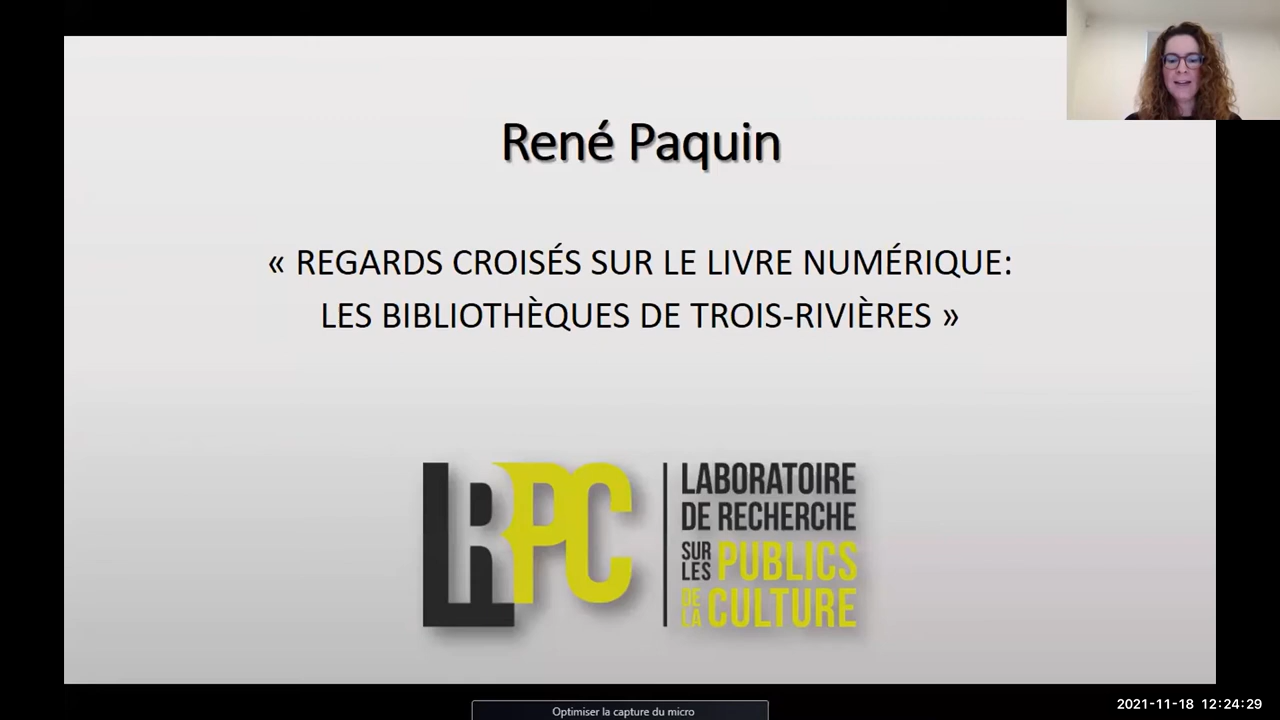 René Paquin
« REGARDS CROISÉS SUR LE LIVRE NUMÉRIQUE:
LES BIBLIOTHÈQUES DE TROIS-RIVIÈRES »
LRPC
LABORATOIRE
DE RECHERCHE
SUR LES PUBLICS
DE LA CULTURE
Optimiser la capture du micro
2021-11-18 12:24:29